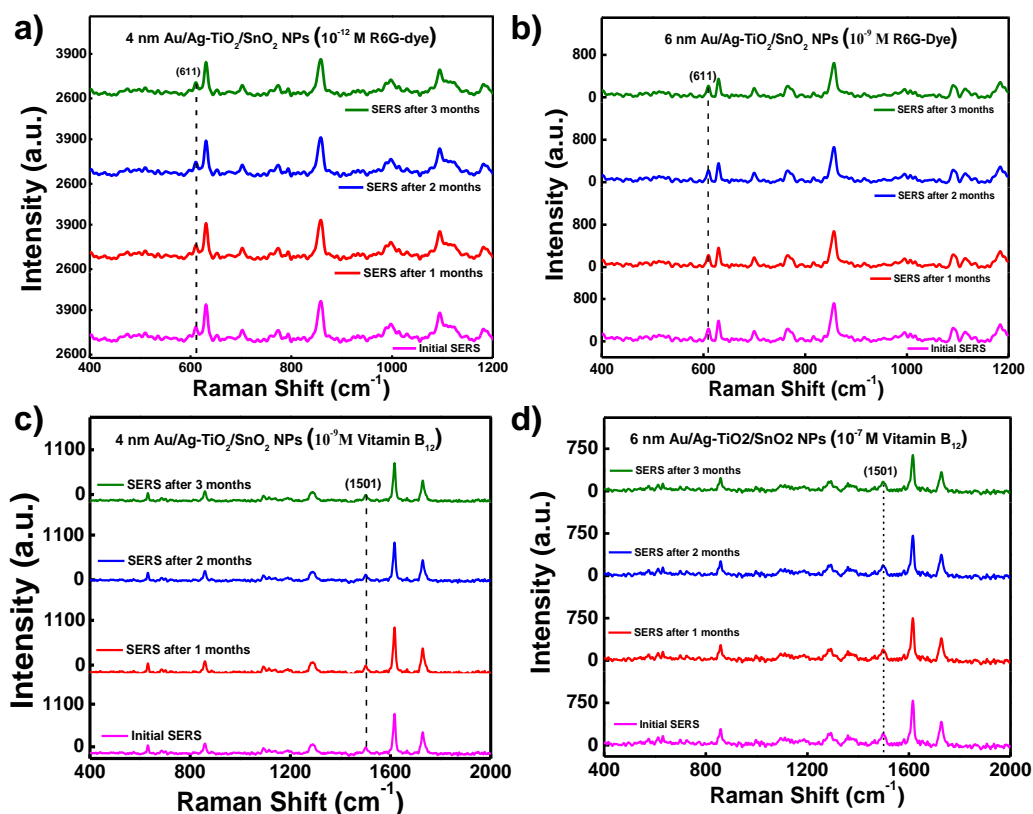 a)
4 nm Au/Ag-TiO₂/SnO₂ NPs (10⁻¹² M R6G-dye)
(611)
3900
2600
SERS after 3 months
3900
2600
SERS after 2 months
3900
2600
SERS after 1 months
3900
2600
Initial SERS
400 600 800 1000 1200
Raman Shift (cm⁻¹)
Intensity (a.u.)
b)
6 nm Au/Ag-TiO₂/SnO₂ NPs (10⁻⁹ M R6G-Dye)
(611)
800
0
SERS after 3 months
800
0
SERS after 2 months
800
0
SERS after 1 months
800
0
Initial SERS
400 600 800 1000 1200
Raman Shift (cm⁻¹)
Intensity (a.u.)
c)
4 nm Au/Ag-TiO₂/SnO₂ NPs (10⁻⁹M Vitamin B₁₂)
1100
0
SERS after 3 months
(1501)
1100
0
SERS after 2 months
1100
0
SERS after 1 months
1100
0
Initial SERS
400 800 1200 1600 2000
Raman Shift (cm⁻¹)
Intensity (a.u.)
d)
6 nm Au/Ag-TiO2/SnO2 NPs (10⁻⁷ M Vitamin B₁₂)
750
0
SERS after 3 months
(1501)
750
0
SERS after 2 months
750
0
SERS after 1 months
750
0
Initial SERS
400 800 1200 1600 2000
Raman Shift (cm⁻¹)
Intensity (a.u.)